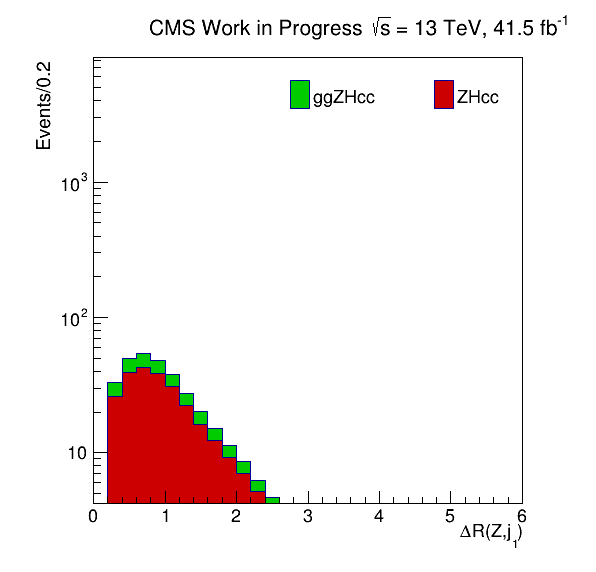 CMS Work in Progress √s = 13 TeV, 41.5 fb⁻¹
Events/0.2
ggZHcc ZHcc
10³
10²
10
0 1 2 3 4 5 6
ΔR(Z,j₁)